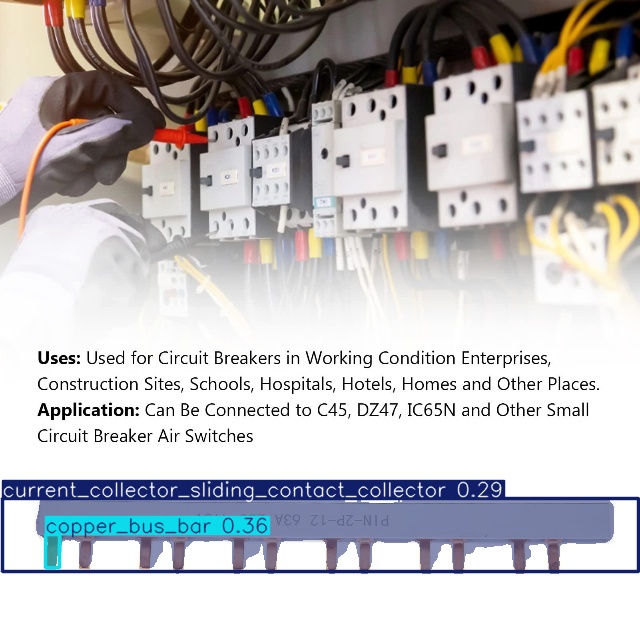 Uses: Used for Circuit Breakers in Working Condition Enterprises,
Construction Sites, Schools, Hospitals, Hotels, Homes and Other Places.
Application: Can Be Connected to C45, DZ47, IC65N and Other Small
Circuit Breaker Air Switches
current_collector_sliding_contact_collector 0.29
copper_bus_bar 0.36
PIN-2P-12 63A